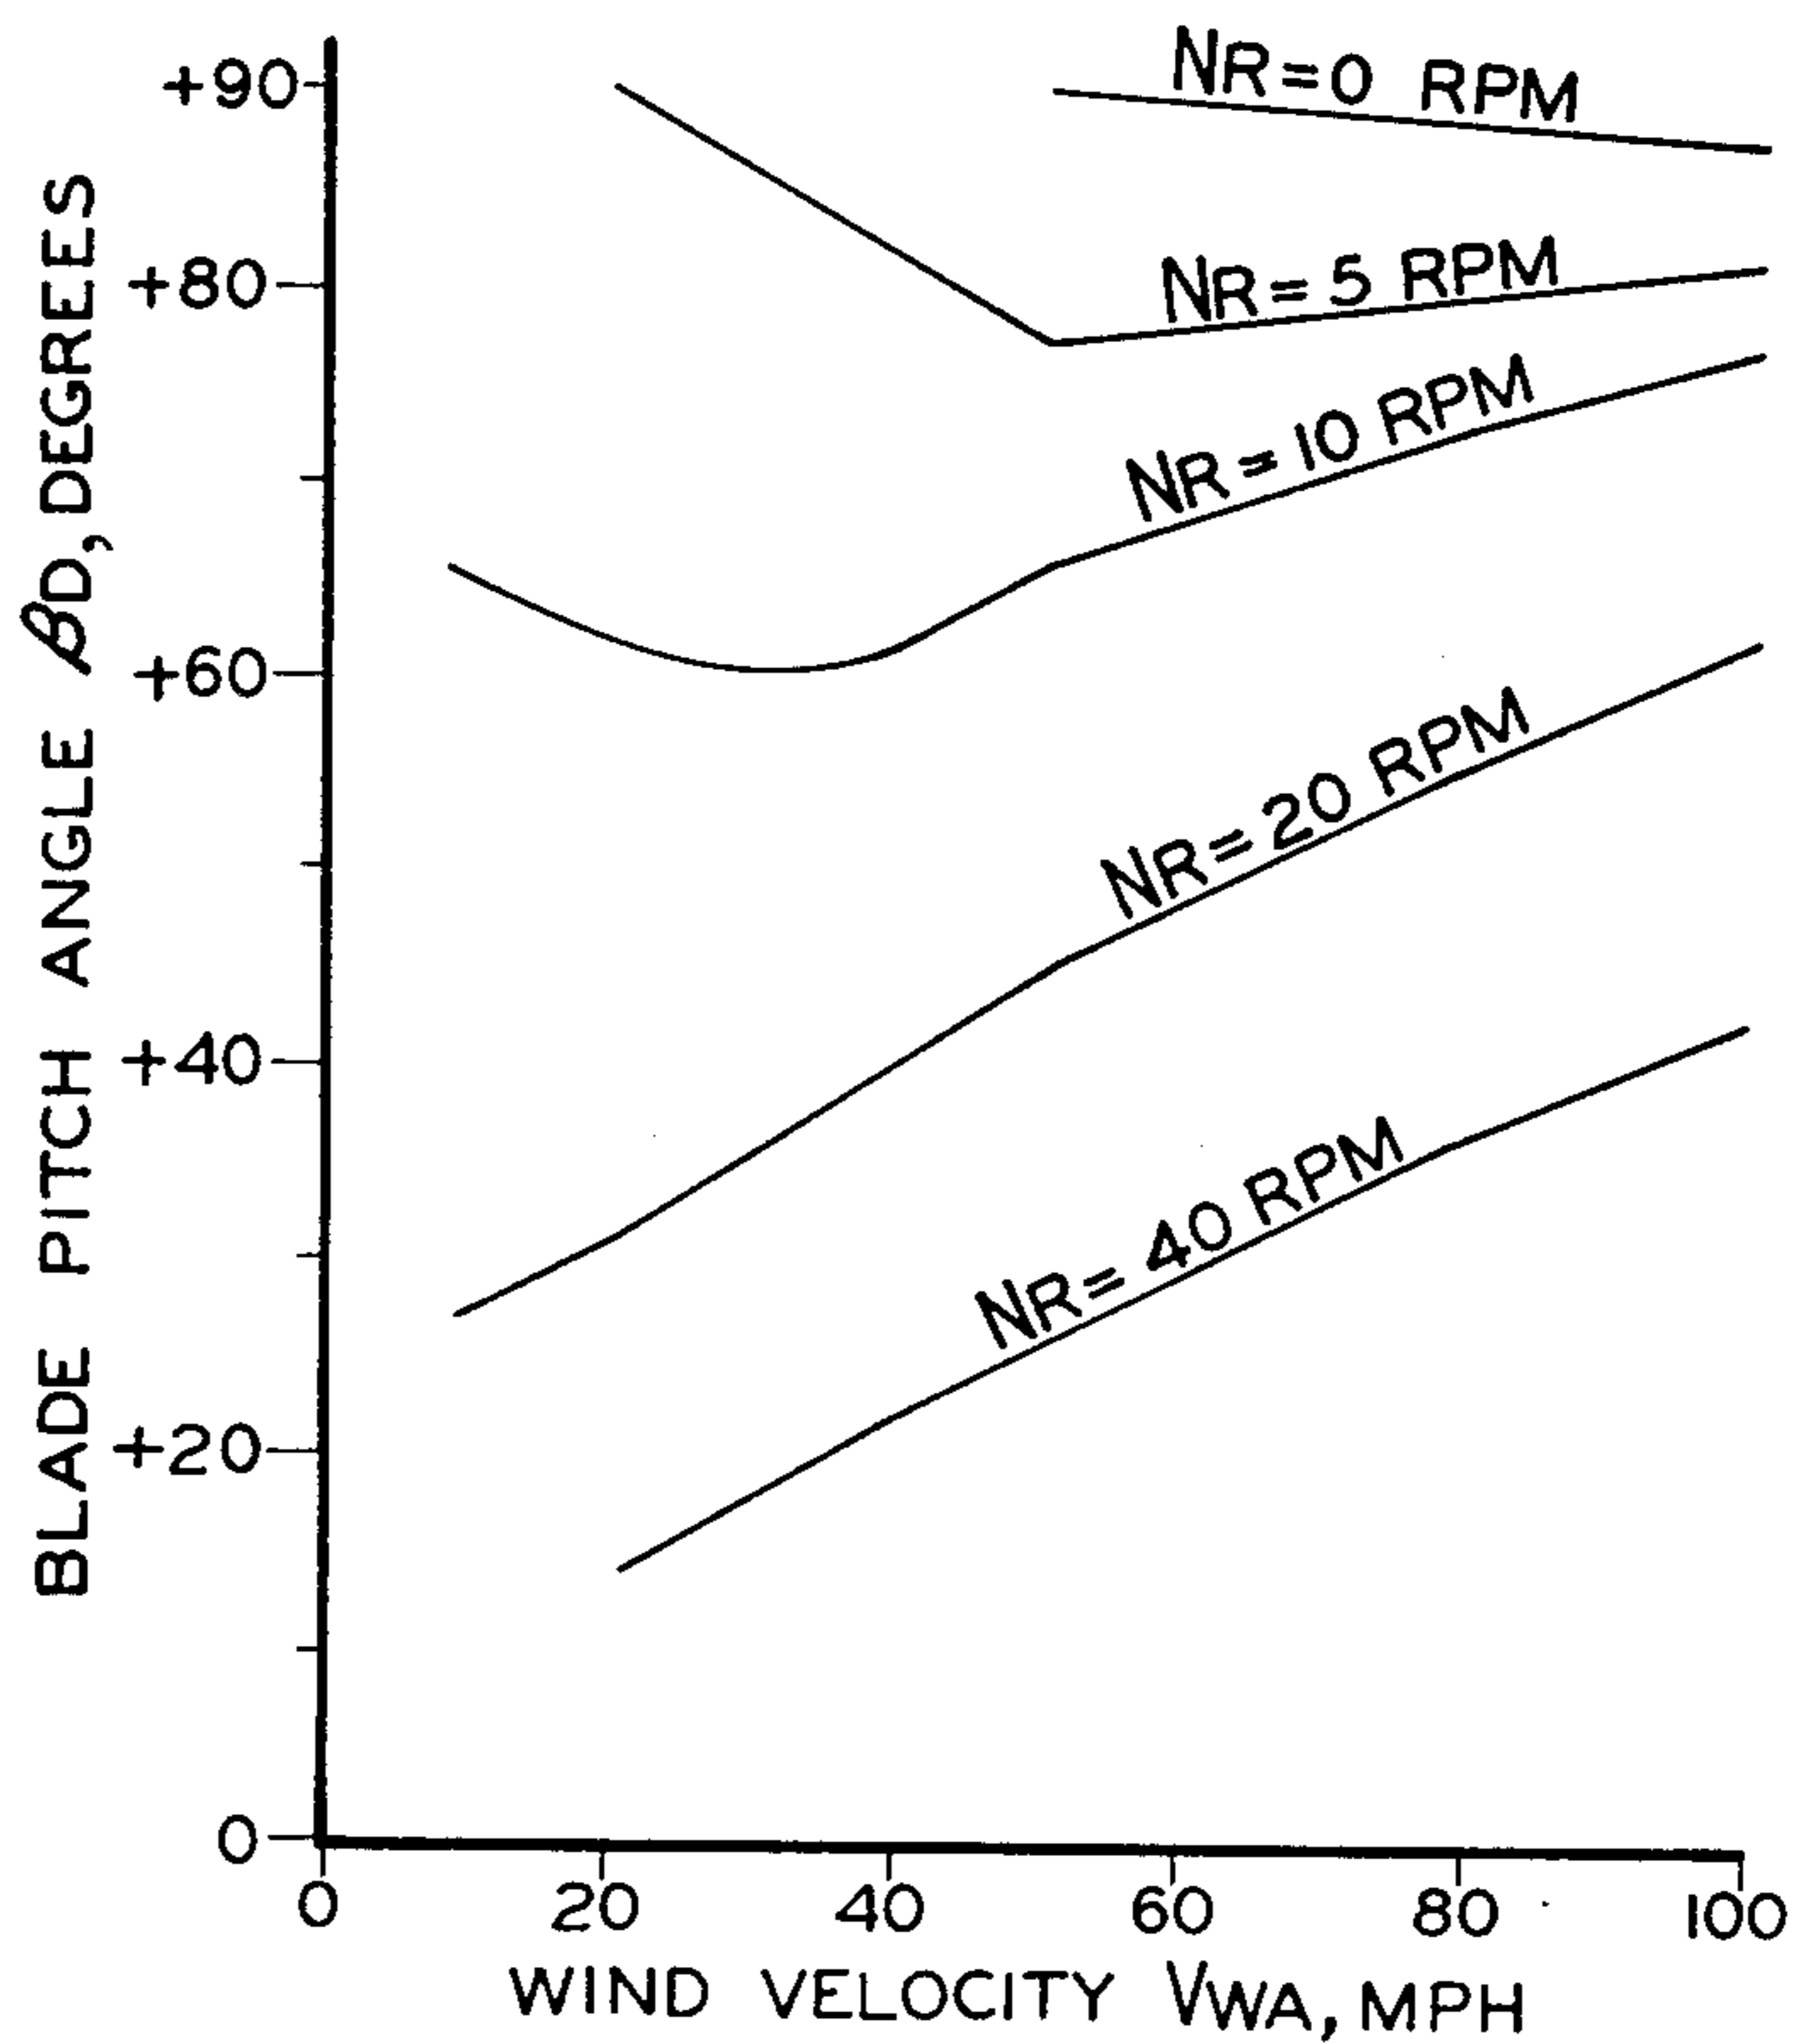 +90
+80
+60
+40
+20
0
BLADE PITCH ANGLE βD, DEGREES
NR=0 RPM
NR=5 RPM
NR=10 RPM
NR=20 RPM
NR=40 RPM
0 20 40 60 80 100
WIND VELOCITY VWA, MPH